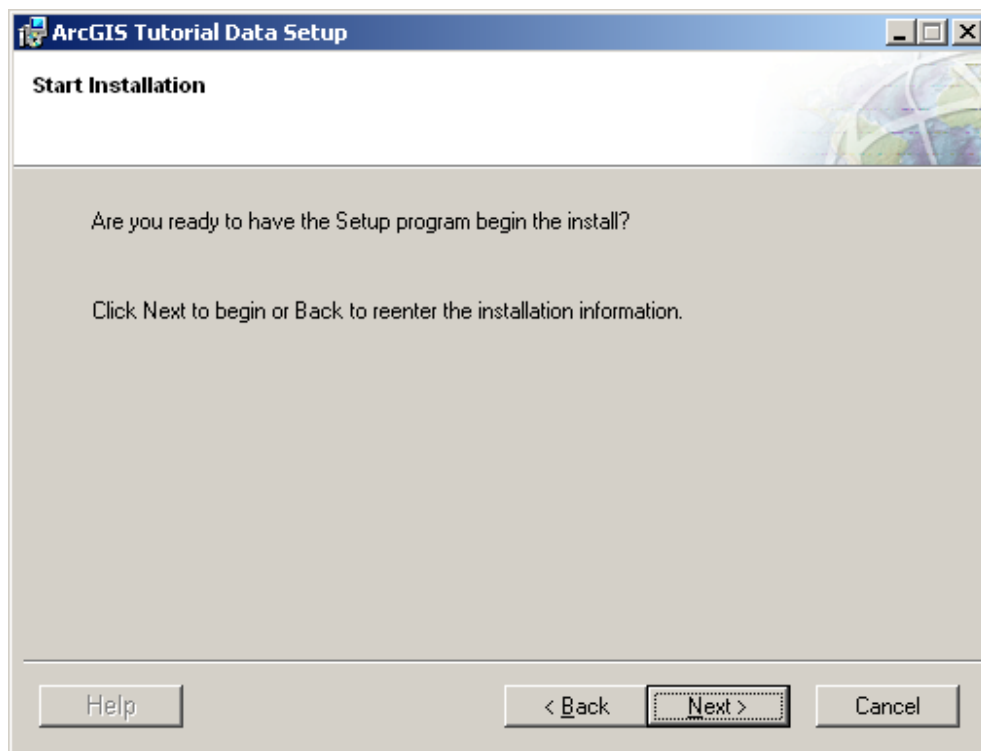 ArcGIS Tutorial Data Setup
Start Installation
Are you ready to have the Setup program begin the install?
Click Next to begin or Back to reenter the installation information.
Help
< Back
Next >
Cancel